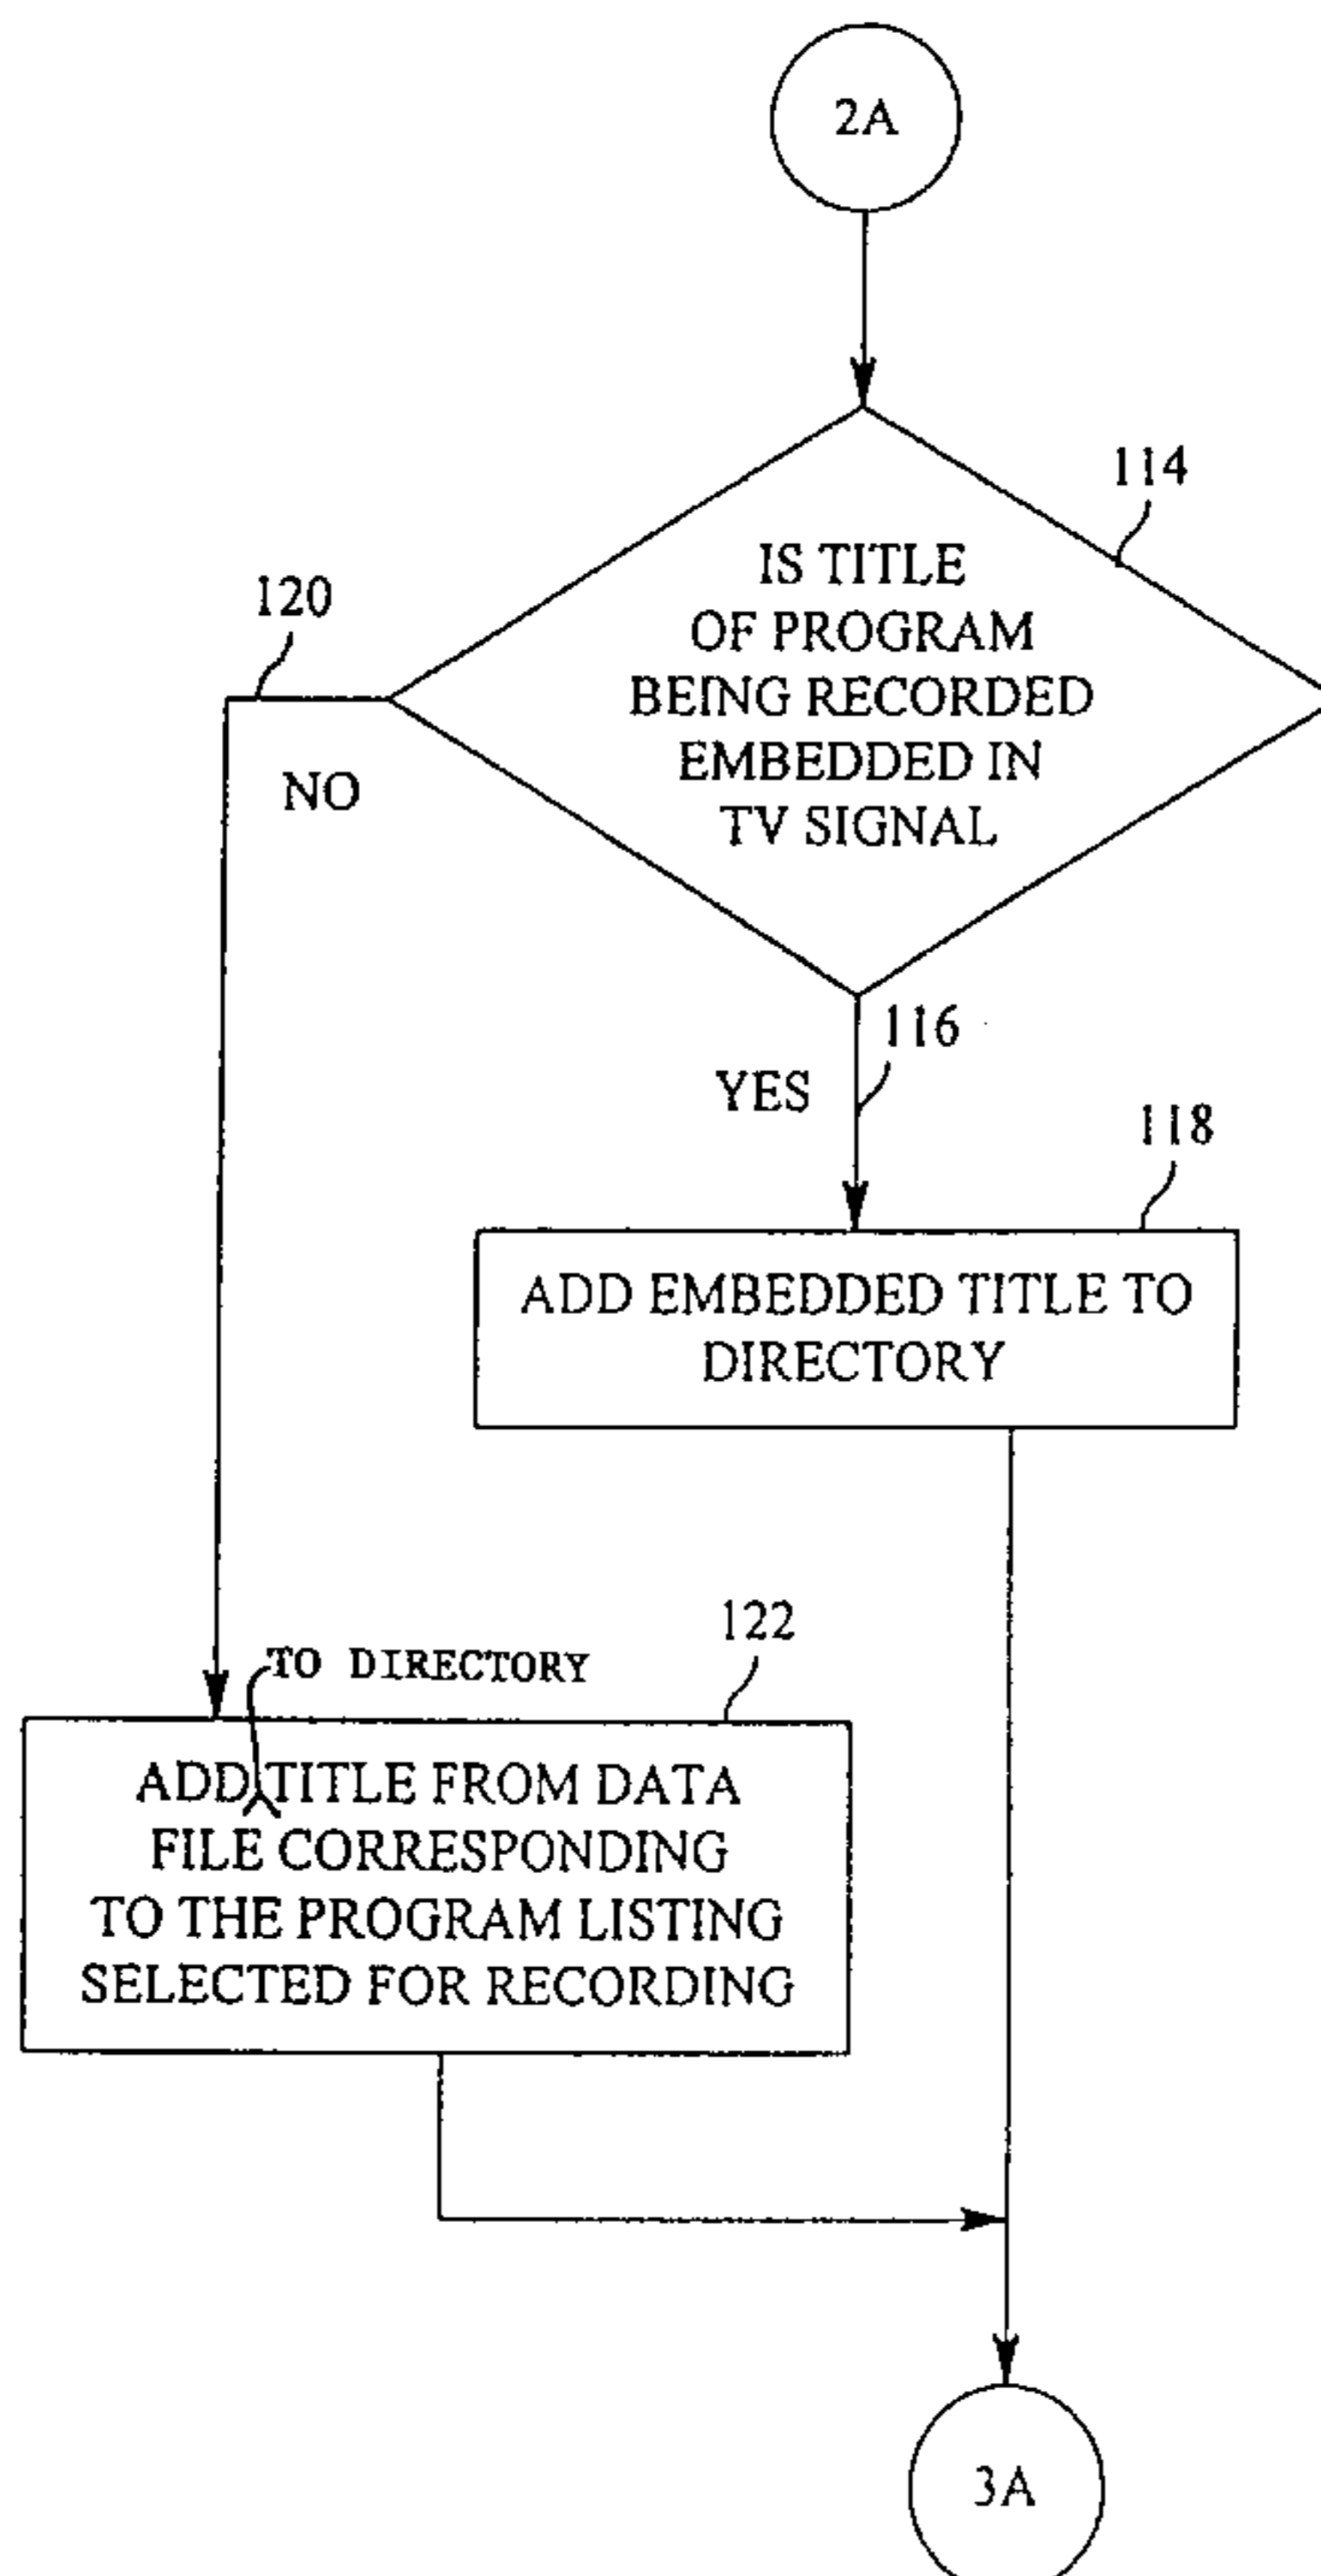 2A
114
IS TITLE
OF PROGRAM
BEING RECORDED
EMBEDDED IN
TV SIGNAL
120
NO
116
YES
118
ADD EMBEDDED TITLE TO
DIRECTORY
122
TO DIRECTORY
ADD TITLE FROM DATA
FILE CORRESPONDING
TO THE PROGRAM LISTING
SELECTED FOR RECORDING
3A